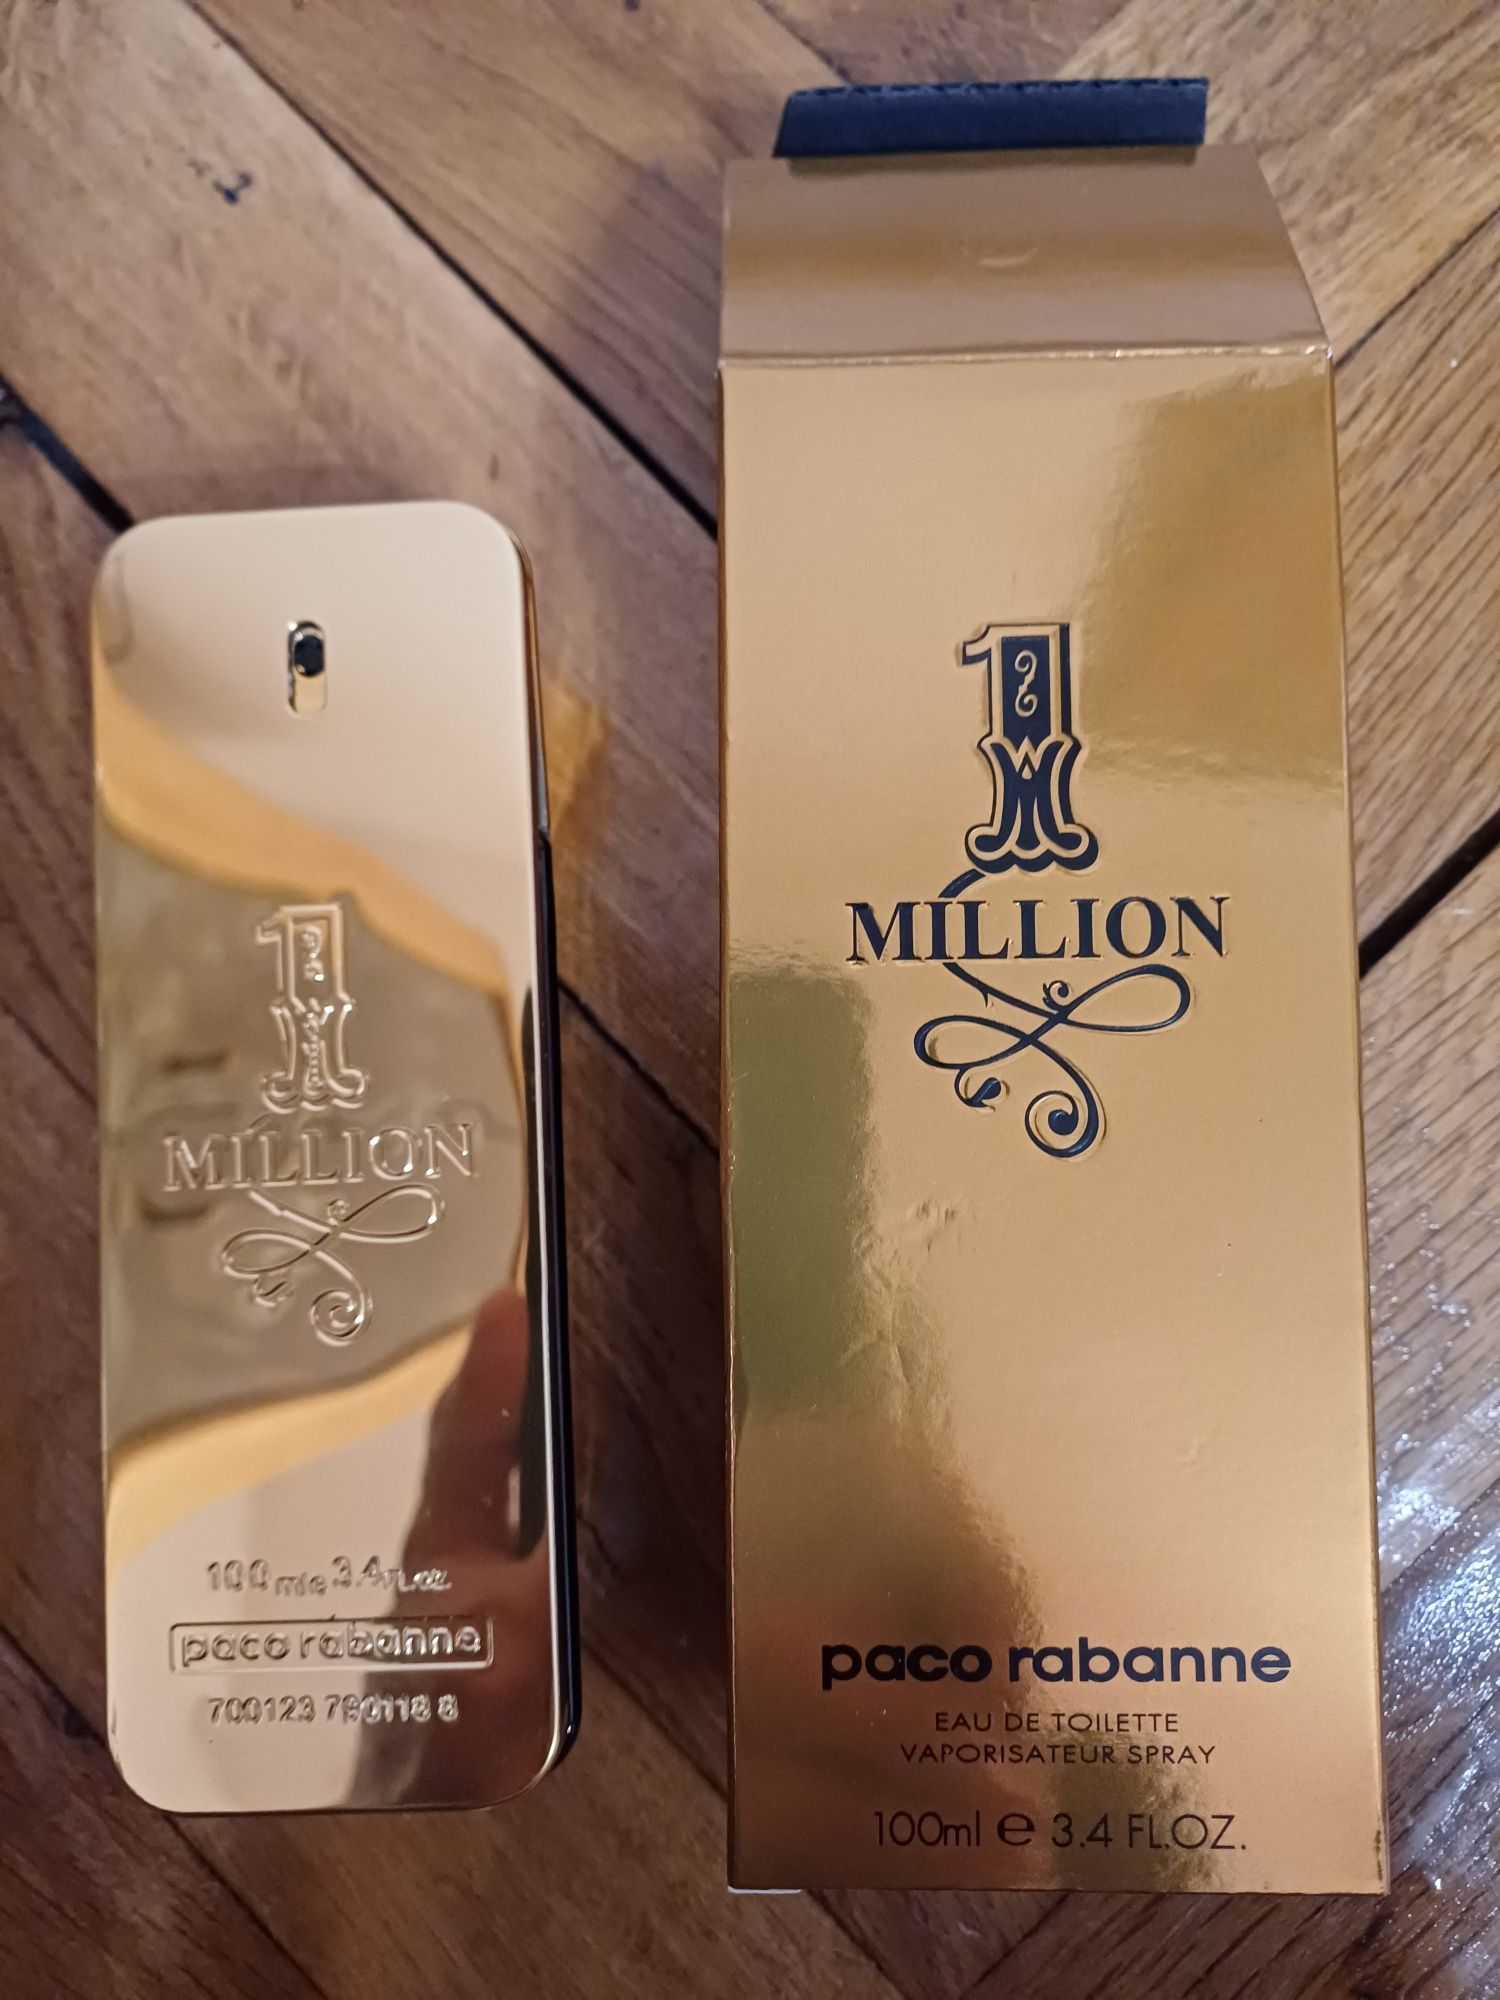 1
MILLION
100 ml e 3.4 FL.OZ.
paco rabanne
700123 790118 8
1
MILLION
paco rabanne
EAU DE TOILETTE
VAPORISATEUR SPRAY
100ml e 3.4 FL.OZ.